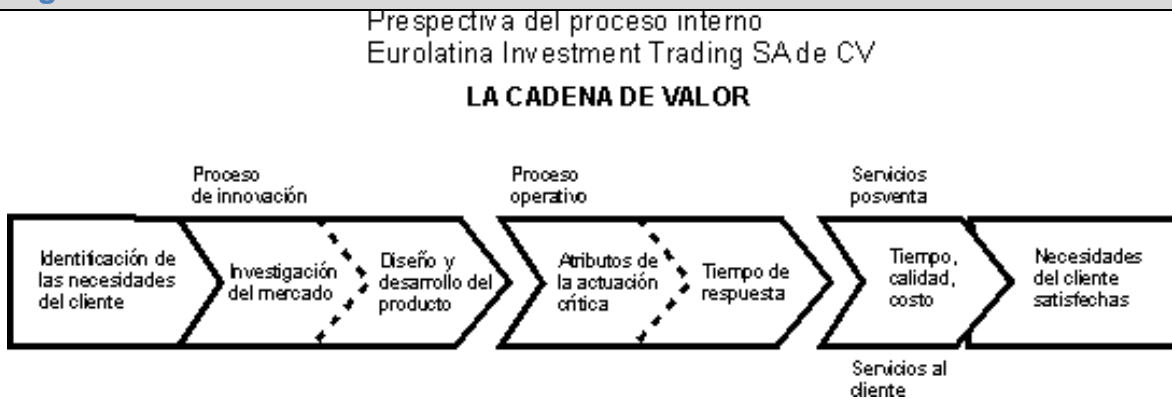 Prespectiva del proceso interno
Eurolatina Investment Trading SA de CV
LA CADENA DE VALOR
Proceso
de innovación
Proceso
operativo
Servicios
posventa
Identificación de
las necesidades
del cliente
Investigación
del mercado
Diseño y
desarrollo del
producto
Atributos de
la actuación
crítica
Tiempo de
respuesta
Tiempo,
calidad,
costo
Necesidades
del cliente
satisfechas
Servicios al
cliente